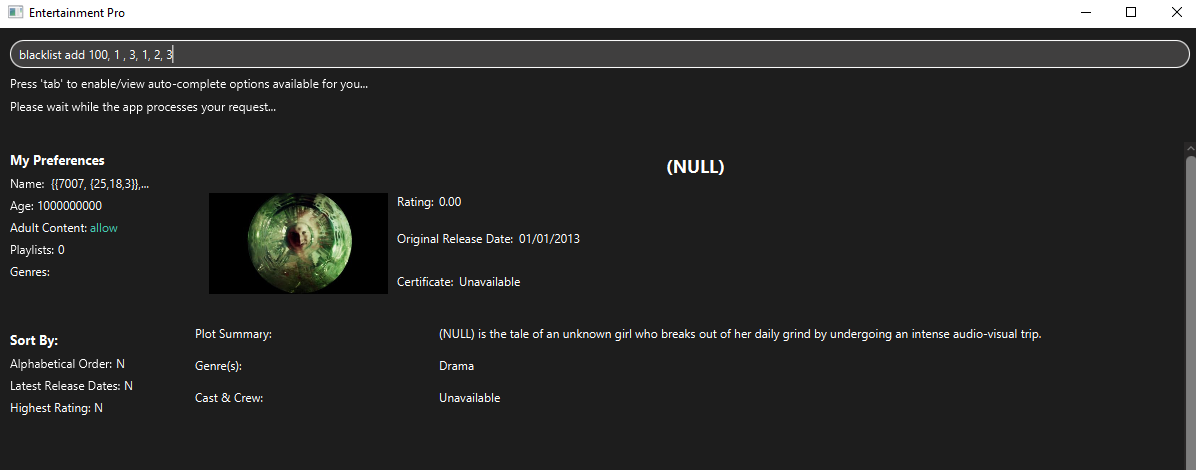 Entertainment Pro
blacklist add 100, 1 , 3, 1, 2, 3
Press 'tab' to enable/view auto-complete options available for you...
Please wait while the app processes your request...
My Preferences
Name: {{7007, {25,18,3}},...
Age: 1000000000
Adult Content: allow
Playlists: 0
Genres:
Sort By:
Alphabetical Order: N
Latest Release Dates: N
Highest Rating: N
(NULL)
Rating: 0.00
Original Release Date: 01/01/2013
Certificate: Unavailable
Plot Summary: (NULL) is the tale of an unknown girl who breaks out of her daily grind by undergoing an intense audio-visual trip.
Genre(s): Drama
Cast & Crew: Unavailable